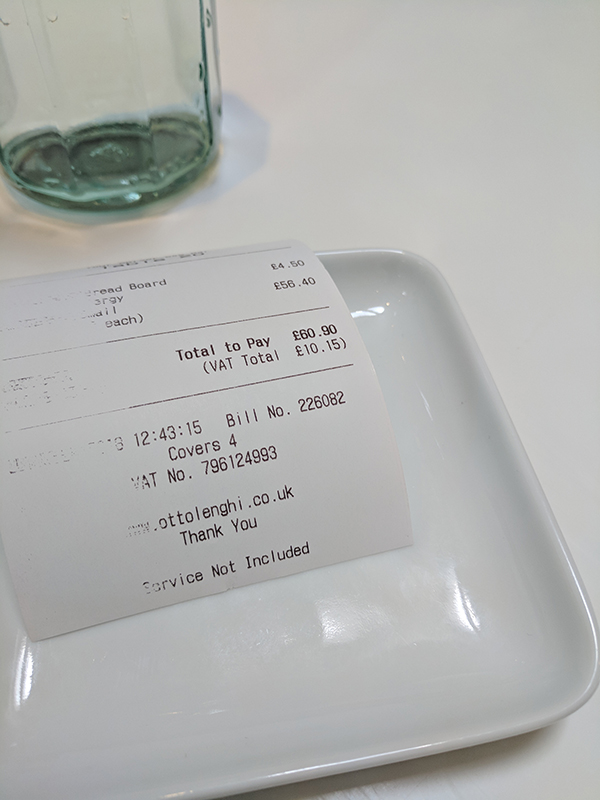 Bread Board £4.50
£56.40
each)
Total to Pay £60.90
(VAT Total £10.15)
12:43:15 Bill No. 226082
Covers 4
VAT No. 796124993
www.ottolenghi.co.uk
Thank You
Service Not Included